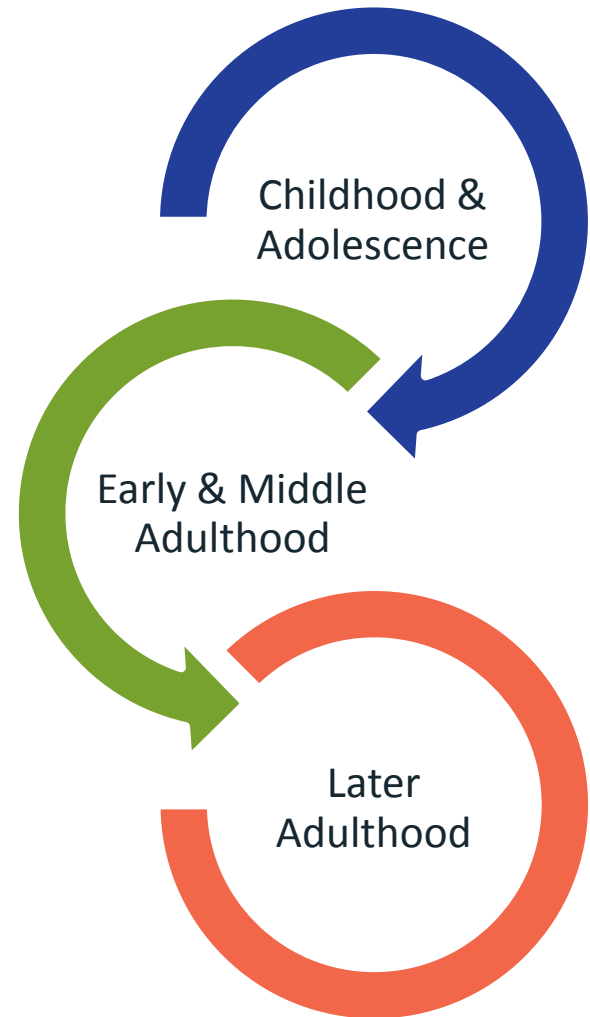 Childhood &
Adolescence
Early & Middle
Adulthood
Later
Adulthood